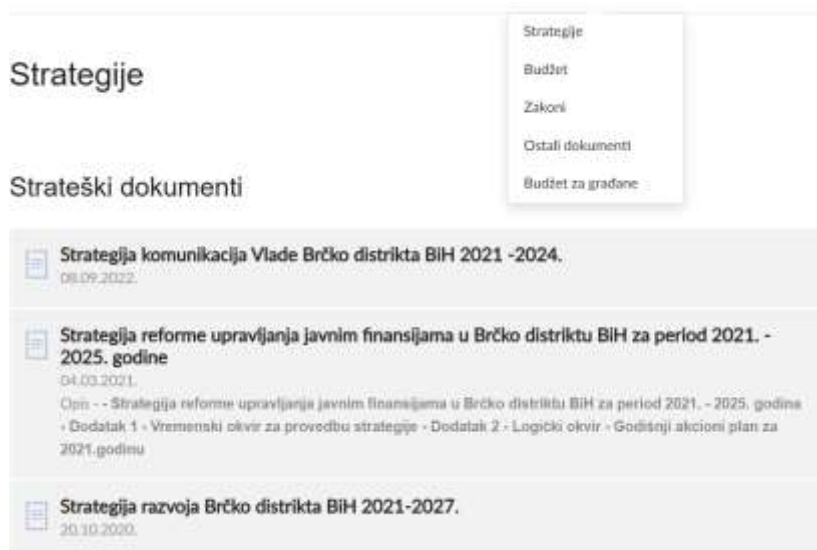 Strategije
Budžet
Zakoni
Ostali dokumenti
Budžet za građane
Strategije
Strateški dokumenti
Strategija komunikacija Vlade Brčko distrikta BiH 2021 -2024.
08.09.2022.
Strategija reforme upravljanja javnim finansijama u Brčko distriktu BiH za period 2021. -
2025. godine
04.03.2021.
Opis - - Strategija reforme upravljanja javnim finansijama u Brčko distriktu BiH za period 2021. - 2025. godina
- Dodatak 1 - Vremenski okvir za provedbu strategije - Dodatak 2 - Logički okvir - Godišnji akcioni plan za
2021.godinu
Strategija razvoja Brčko distrikta BiH 2021-2027.
20.10.2020.